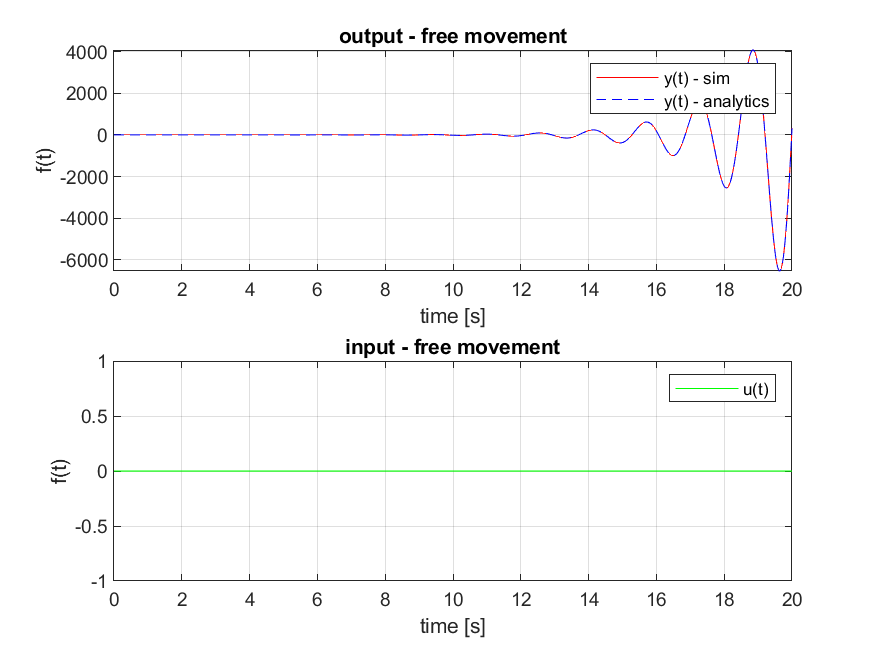 output - free movement
4000
2000
0
-2000
-4000
-6000
f(t)
y(t) - sim
y(t) - analytics
0 2 4 6 8 10 12 14 16 18 20
time [s]
input - free movement
1
0.5
0
-0.5
-1
f(t)
u(t)
0 2 4 6 8 10 12 14 16 18 20
time [s]